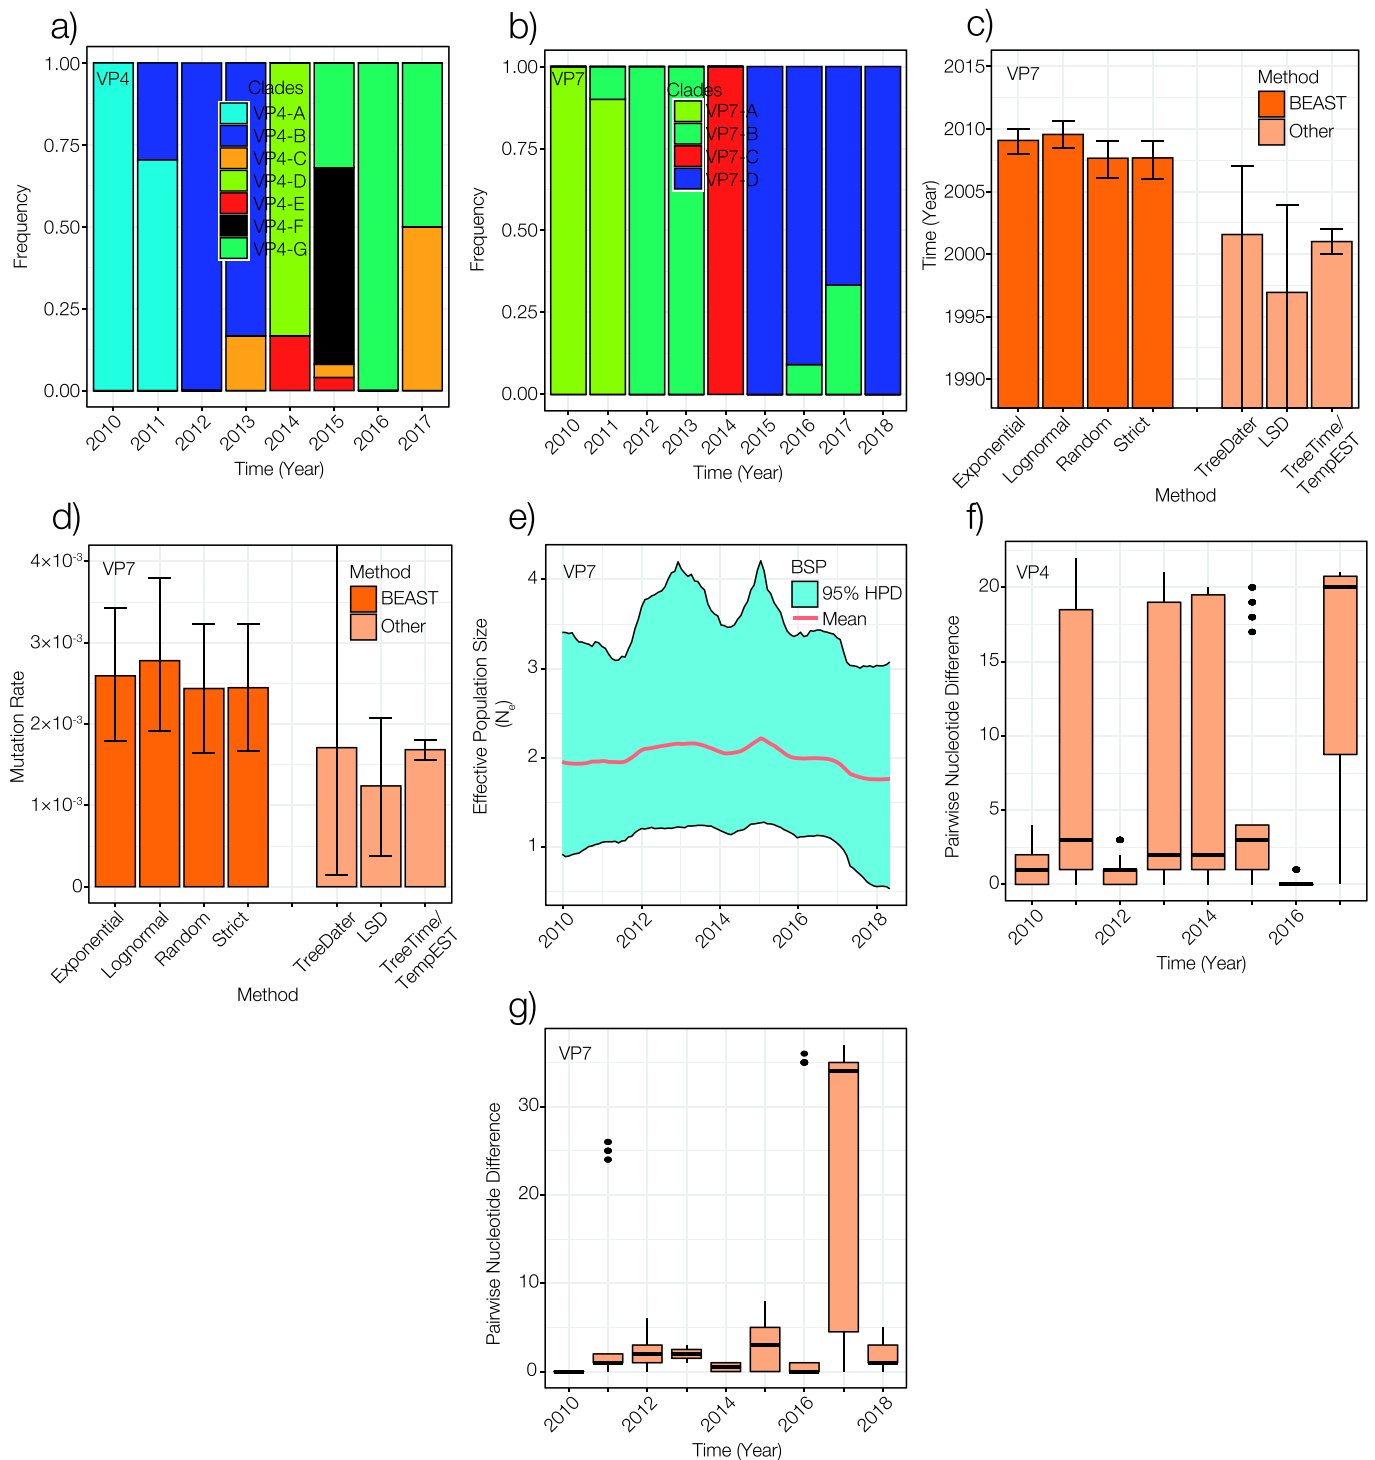 a)
VP4
Clades
VP4-A
VP4-B
VP4-C
VP4-D
VP4-E
VP4-F
VP4-G
1.00
0.75
0.50
0.25
0.00
Frequency
2010
2011
2012
2013
2014
2015
2016
2017
Time (Year)
b)
VP7
Clades
VP7-A
VP7-B
VP7-C
VP7-D
1.00
0.75
0.50
0.25
0.00
Frequency
2010
2011
2012
2013
2014
2015
2016
2017
2018
Time (Year)
c)
VP7
Method
BEAST
Other
2015
2010
2005
2000
1995
1990
Time (Year)
Exponential
Lognormal
Random
Strict
TreeDater
LSD
TreeTime/
TempEST
Method
d)
VP7
Method
BEAST
Other
4×10⁻³
3×10⁻³
2×10⁻³
1×10⁻³
0
Mutation Rate
Exponential
Lognormal
Random
Strict
TreeDater
LSD
TreeTime/
TempEST
Method
e)
VP7
BSP
95% HPD
Mean
4
3
2
1
Effective Population Size
(Nₑ)
2010
2012
2014
2016
2018
f)
VP4
20
15
10
5
0
Pairwise Nucleotide Difference
2010
2012
2014
2016
Time (Year)
g)
VP7
30
20
10
0
Pairwise Nucleotide Difference
2010
2012
2014
2016
2018
Time (Year)